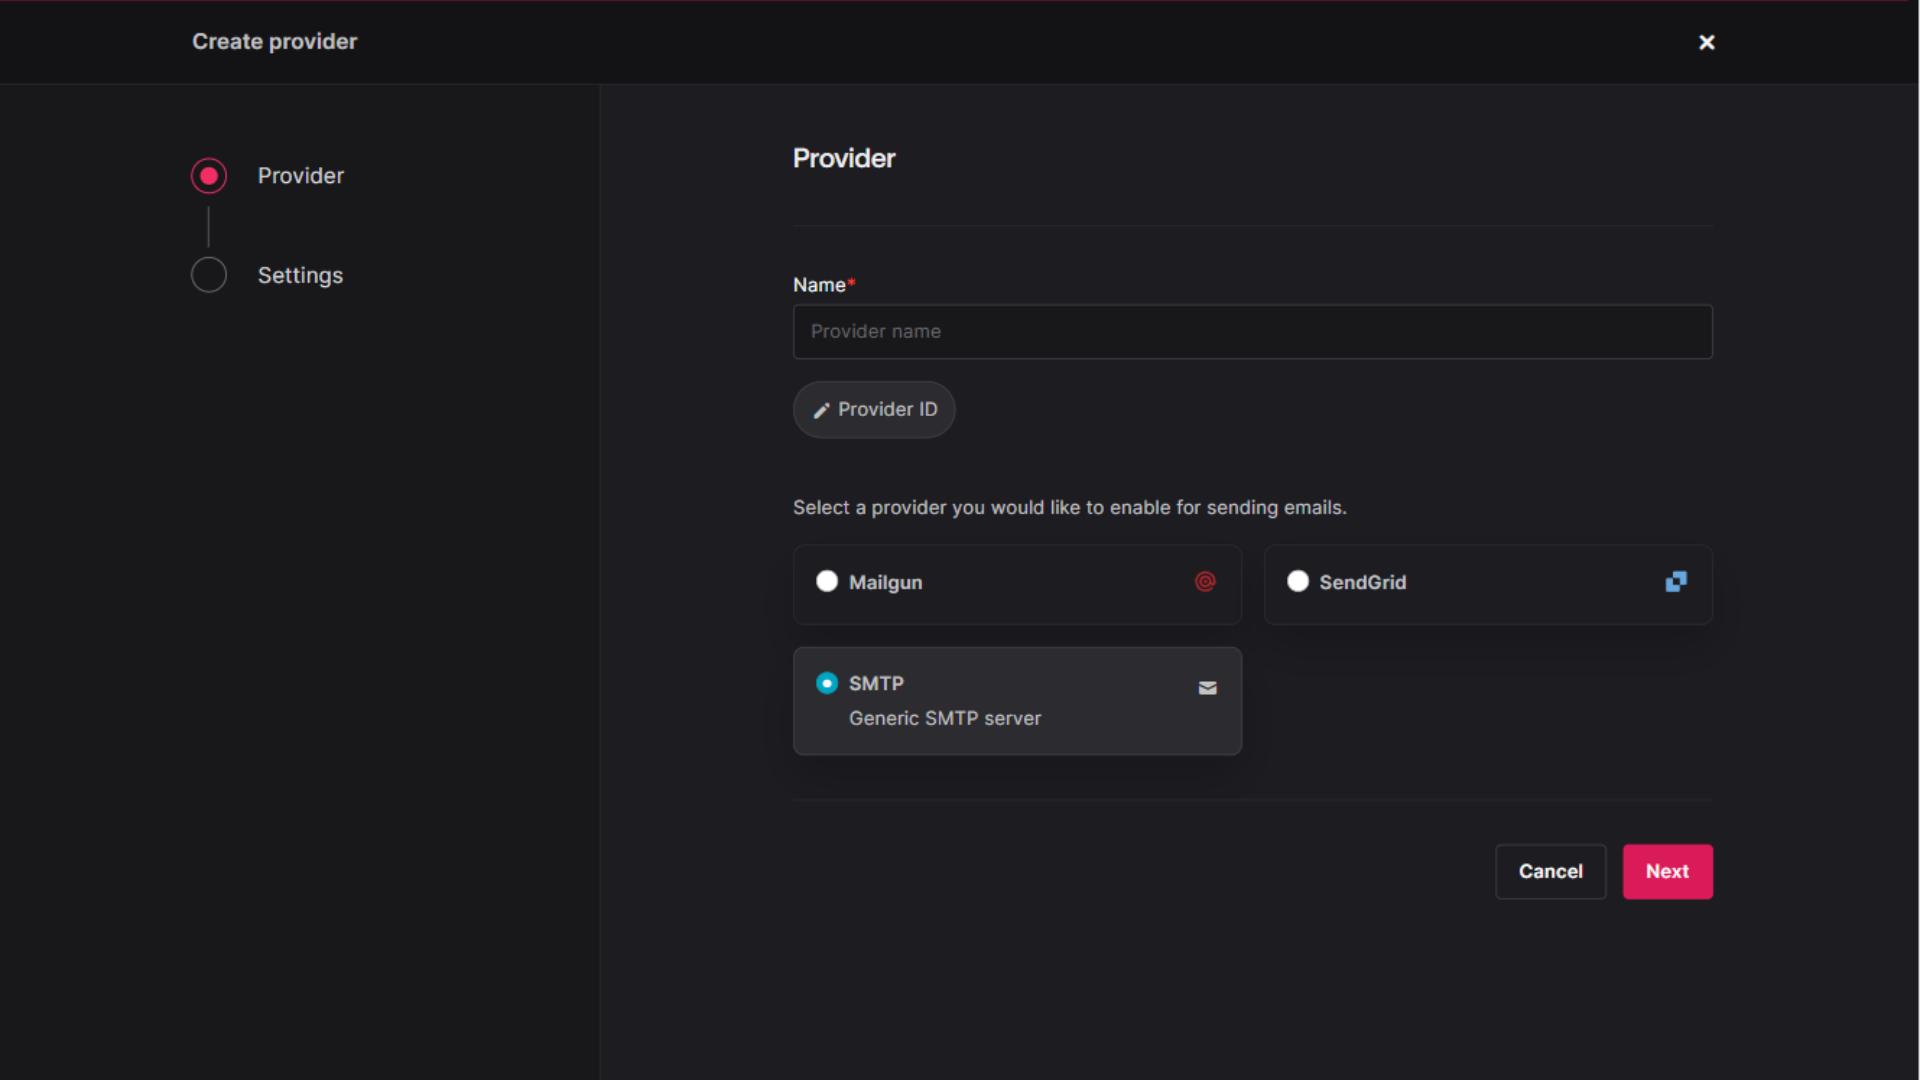 Create provider
Provider
Settings
Provider
Name*
Provider name
Provider ID
Select a provider you would like to enable for sending emails.
Mailgun
SendGrid
SMTP
Generic SMTP server
Cancel
Next